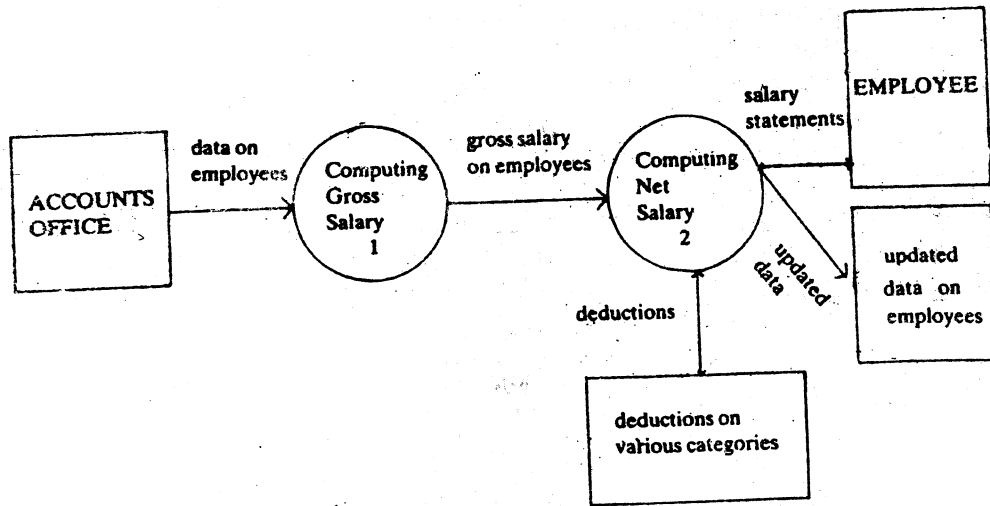 ACCOUNTS
OFFICE
data on
employees
Computing
Gross
Salary
1
gross salary
on employees
Computing
Net
Salary
2
salary
statements
EMPLOYEE
updated
data
updated
data on
employees
deductions
deductions on
various categories